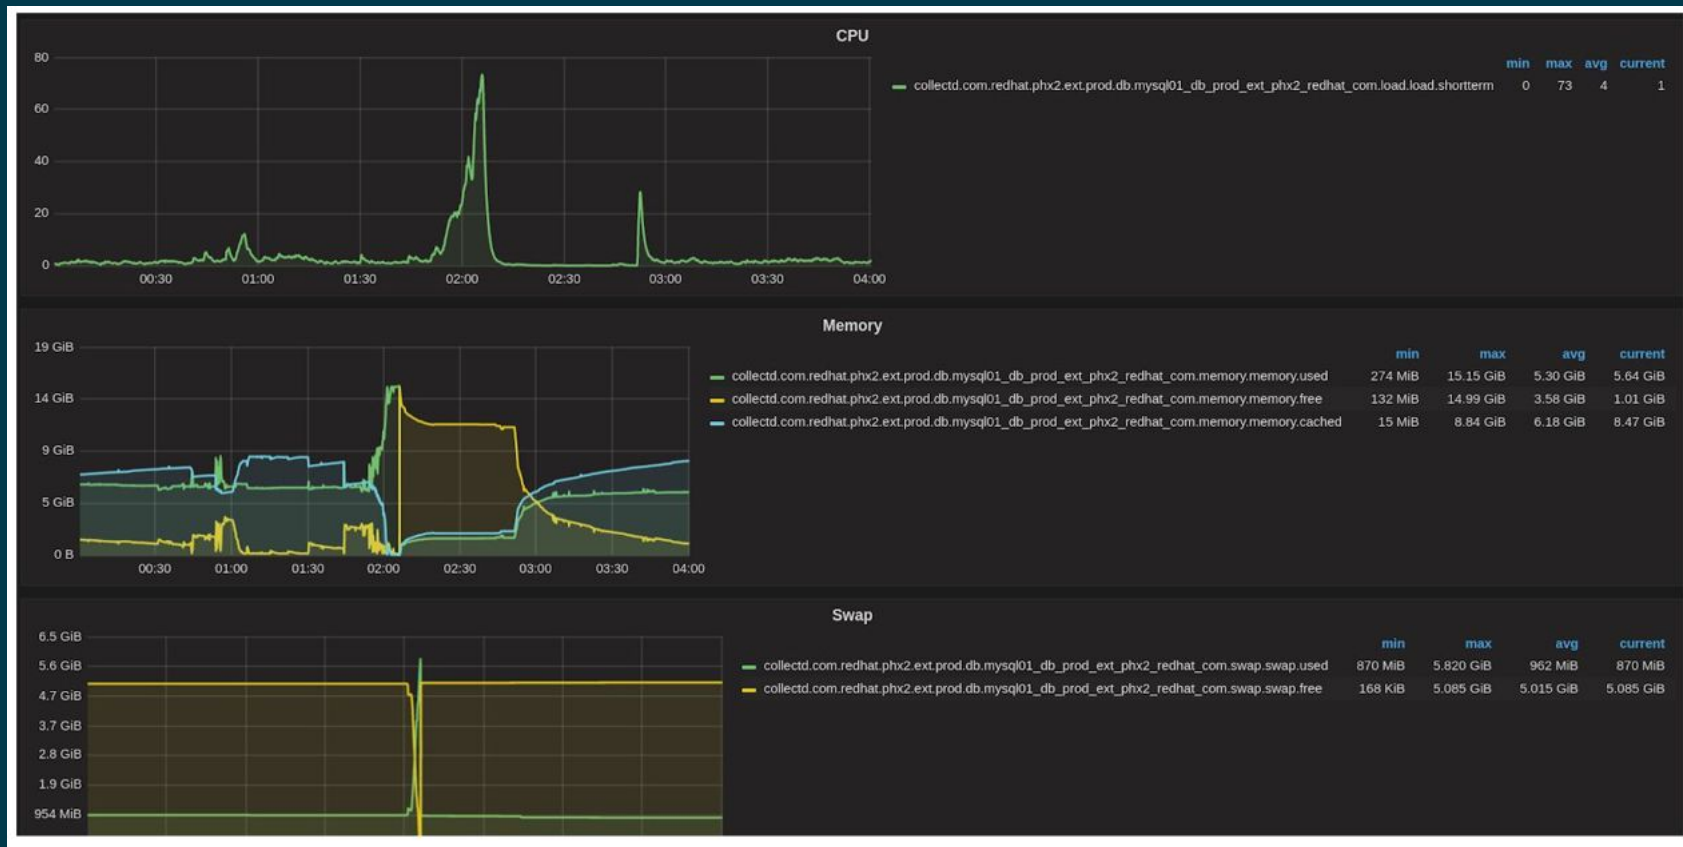 CPU
min max avg current
80
60
40
20
0
collectd.com.redhat.phx2.ext.prod.db.mysql01_db_prod_ext_phx2_redhat_com.load.load.shortterm 0 73 4 1
00:30 01:00 01:30 02:00 02:30 03:00 03:30 04:00
Memory
min max avg current
19 GiB
14 GiB
9 GiB
5 GiB
0 B
collectd.com.redhat.phx2.ext.prod.db.mysql01_db_prod_ext_phx2_redhat_com.memory.memory.used 274 MiB 15.15 GiB 5.30 GiB 5.64 GiB
collectd.com.redhat.phx2.ext.prod.db.mysql01_db_prod_ext_phx2_redhat_com.memory.memory.free 132 MiB 14.99 GiB 3.58 GiB 1.01 GiB
collectd.com.redhat.phx2.ext.prod.db.mysql01_db_prod_ext_phx2_redhat_com.memory.memory.cached 15 MiB 8.84 GiB 6.18 GiB 8.47 GiB
00:30 01:00 01:30 02:00 02:30 03:00 03:30 04:00
Swap
min max avg current
6.5 GiB
5.6 GiB
4.7 GiB
3.7 GiB
2.8 GiB
1.9 GiB
954 MiB
collectd.com.redhat.phx2.ext.prod.db.mysql01_db_prod_ext_phx2_redhat_com.swap.swap.used 870 MiB 5.820 GiB 962 MiB 870 MiB
collectd.com.redhat.phx2.ext.prod.db.mysql01_db_prod_ext_phx2_redhat_com.swap.swap.free 168 KiB 5.085 GiB 5.015 GiB 5.085 GiB